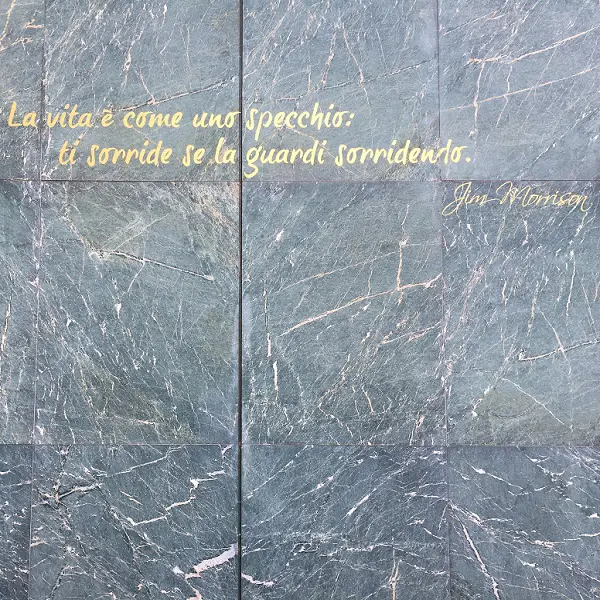 La vita è come uno specchio:
ti sorride se la guardi sorridendo.
Jim Morrison